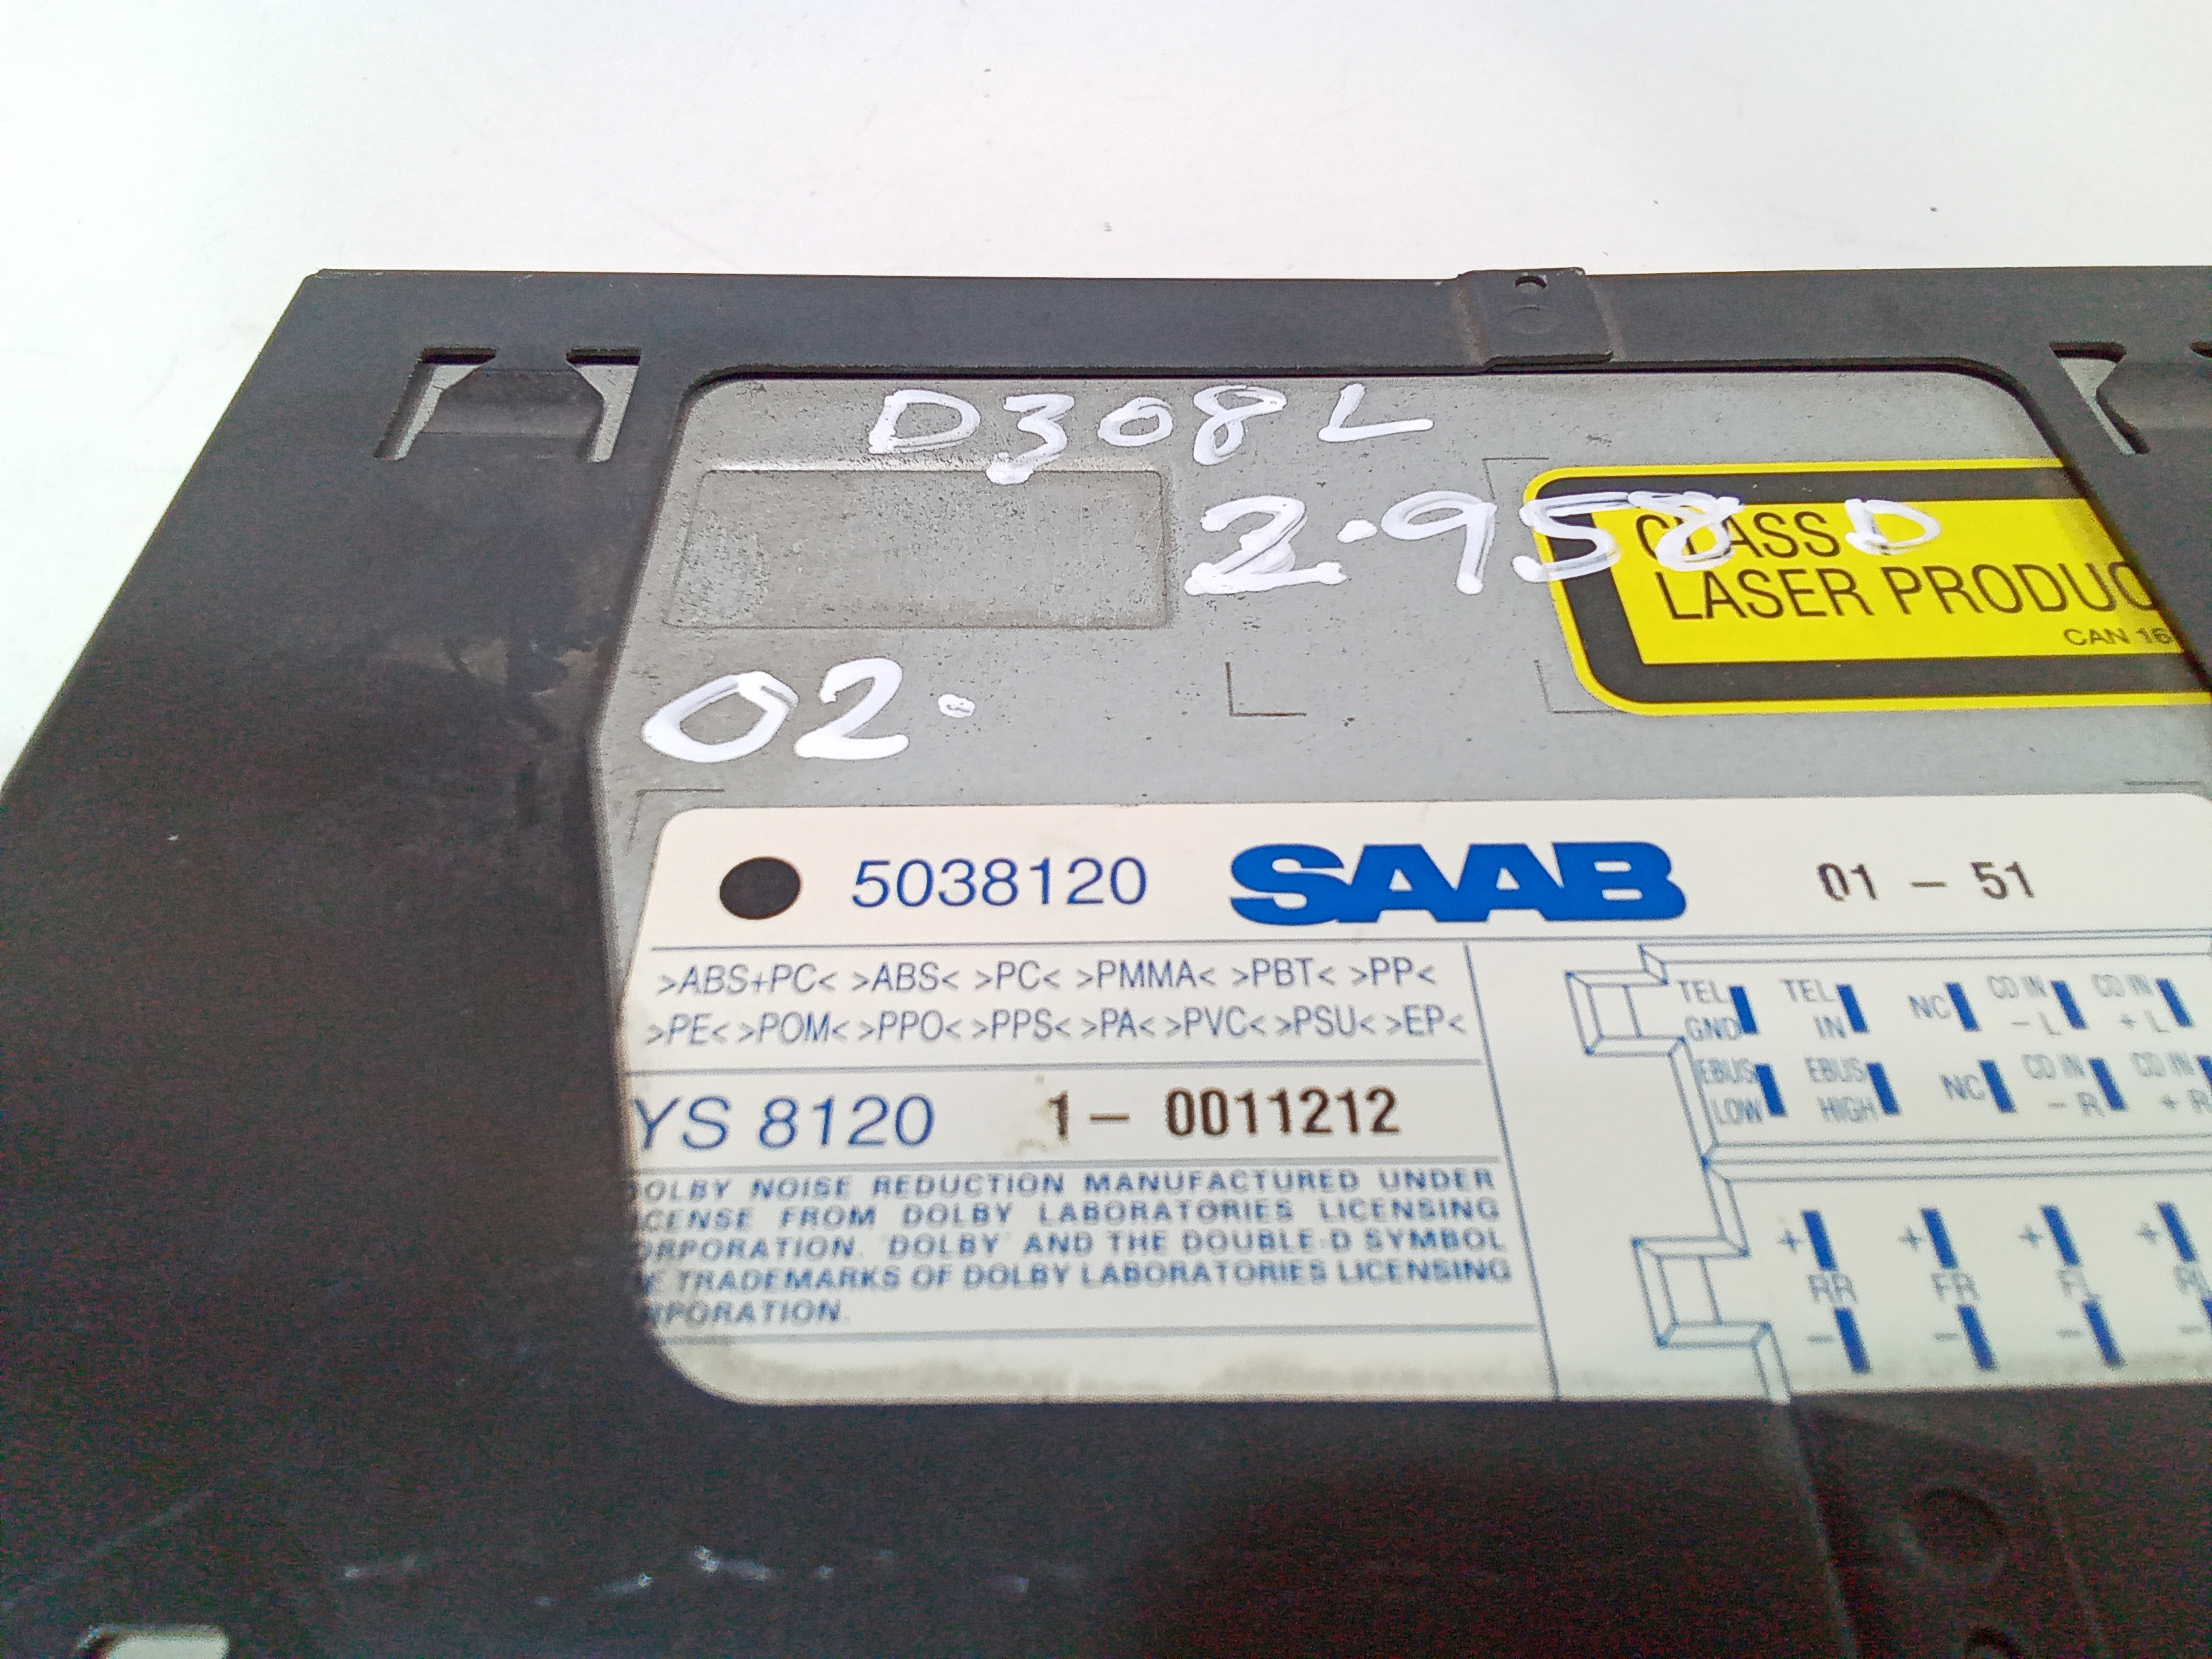 D308L
2.958 D
CLASS
LASER PRODUC
CAN 16
02.
5038120 SAAB 01 - 51
>ABS+PC< >ABS< >PC< >PMMA< >PBT< >PP<
>PE< >POM< >PPO< >PPS< >PA< >PVC< >PSU< >EP<
YS 8120 1- 0011212
OLBY NOISE REDUCTION MANUFACTURED UNDER
CENSE FROM DOLBY LABORATORIES LICENSING
RPORATION. DOLBY AND THE DOUBLE-D SYMBOL
E TRADEMARKS OF DOLBY LABORATORIES LICENSING
RPORATION.
TEL GND TEL IN NC CD IN - L CD IN + L
EBUS LOW EBUS HIGH NC CD IN - R CD IN + R
+ + + +
RR FR FL
- - - -